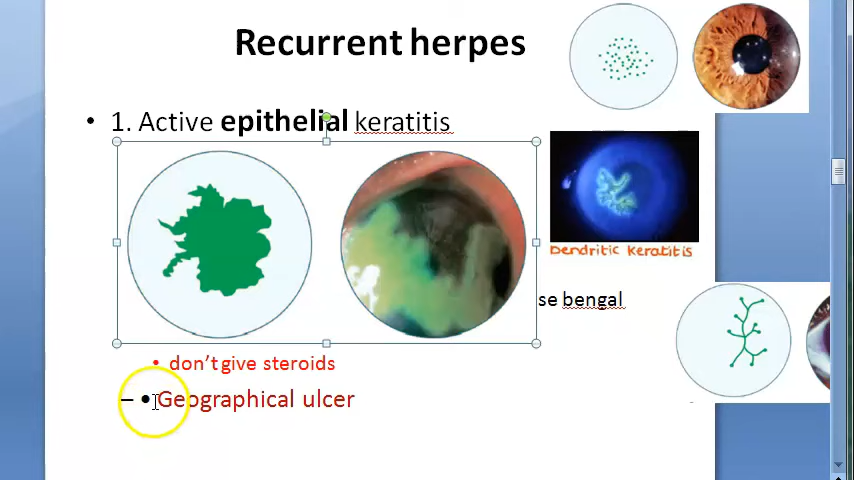 Recurrent herpes
• 1. Active epithelial keratitis
Dendritic Keratitis
se bengal
• don't give steroids
– • Geographical ulcer